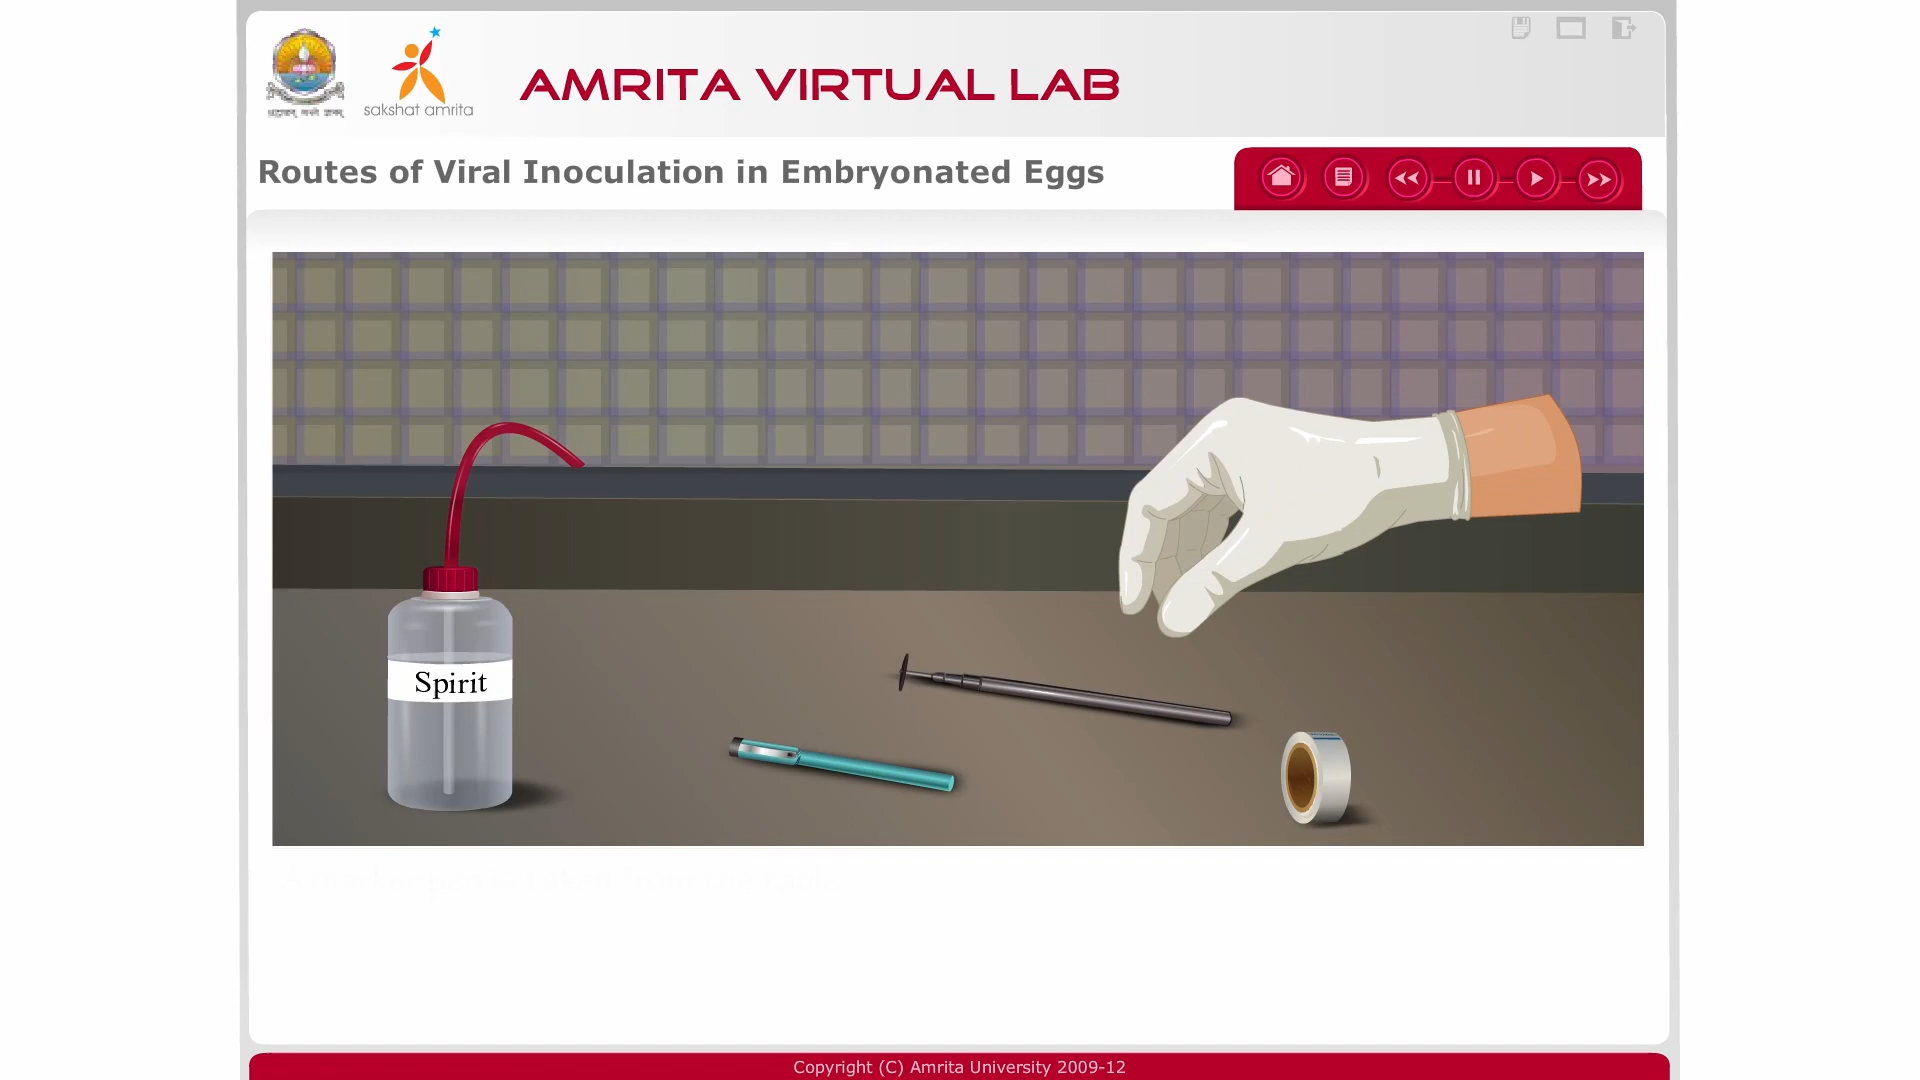 sakshat amrita
AMRITA VIRTUAL LAB
Routes of Viral Inoculation in Embryonated Eggs
Spirit
Copyright (C) Amrita University 2009-12